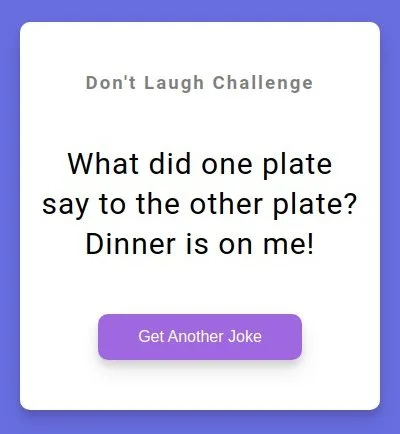 Don't Laugh Challenge
What did one plate
say to the other plate?
Dinner is on me!
Get Another Joke